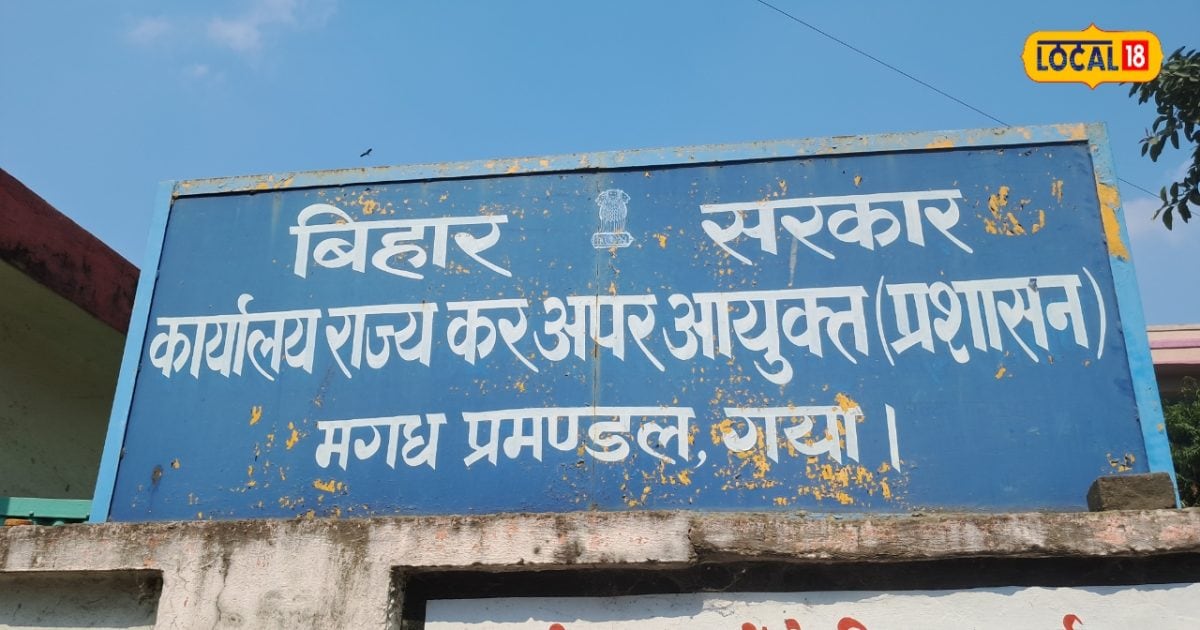 LOCAL 18
बिहार सरकार
कार्यालय राज्य कर अपर आयुक्त (प्रशासन)
मगध प्रमण्डल, गया।